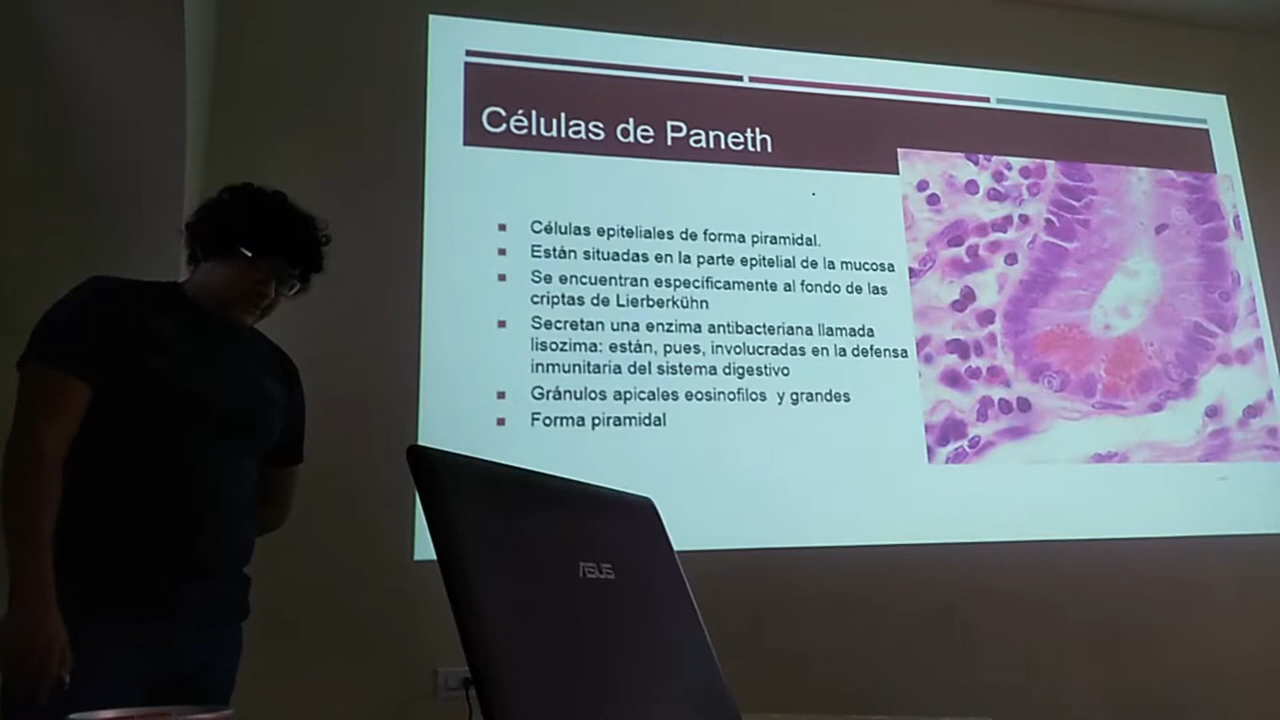 Células de Paneth
Células epiteliales de forma piramidal.
Están situadas en la parte epitelial de la mucosa
Se encuentran específicamente al fondo de las
criptas de Lierberkühn
Secretan una enzima antibacteriana llamada
lisozima: están, pues, involucradas en la defensa
inmunitaria del sistema digestivo
Gránulos apicales eosinofilos y grandes
Forma piramidal
ASUS